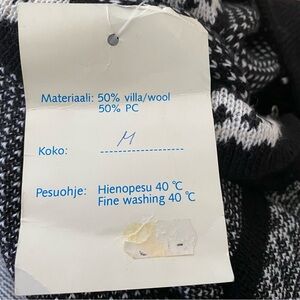 Materiaali: 50% villa/wool
50% PC
Koko: M
Pesuohje: Hienopesu 40 °C
Fine washing 40 °C